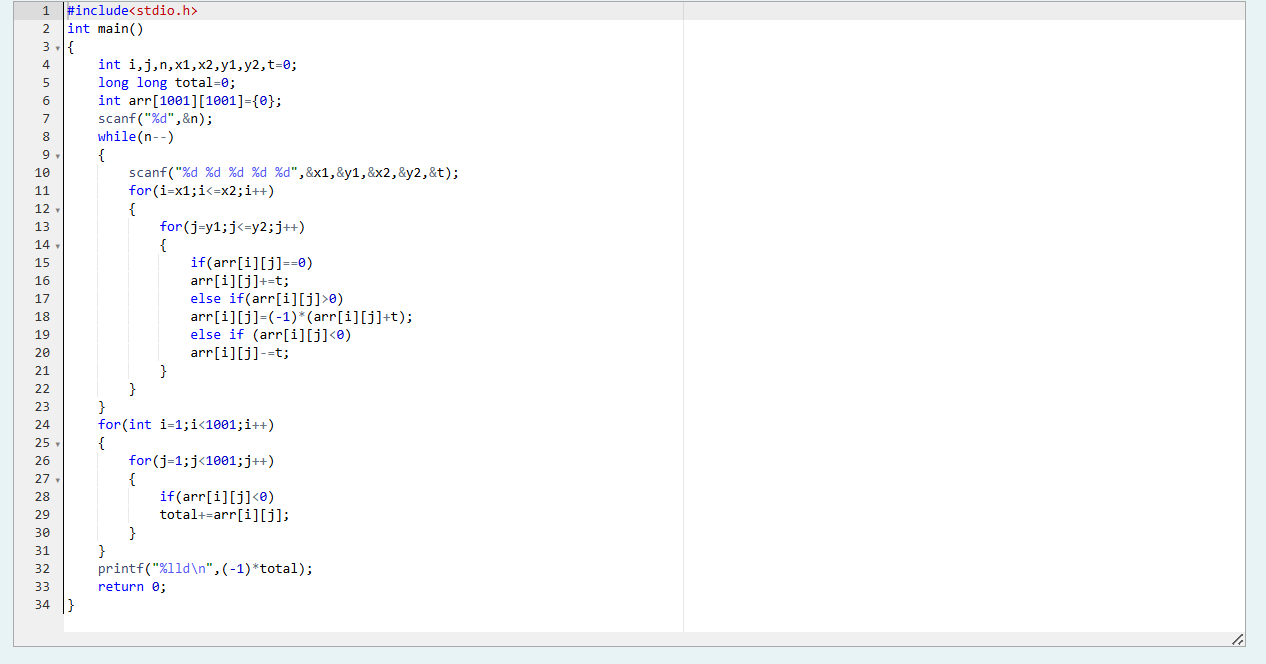 1 #include<stdio.h>
2 int main()
3 {
4 int i,j,n,x1,x2,y1,y2,t=0;
5 long long total=0;
6 int arr[1001][1001]={0};
7 scanf("%d",&n);
8 while(n--)
9 {
10 scanf("%d %d %d %d %d",&x1,&y1,&x2,&y2,&t);
11 for(i=x1;i<=x2;i++)
12 {
13 for(j=y1;j<=y2;j++)
14 {
15 if(arr[i][j]==0)
16 arr[i][j]+=t;
17 else if(arr[i][j]>0)
18 arr[i][j]=(-1)*(arr[i][j]+t);
19 else if (arr[i][j]<0)
20 arr[i][j]-=t;
21 }
22 }
23 }
24 for(int i=1;i<1001;i++)
25 {
26 for(j=1;j<1001;j++)
27 {
28 if(arr[i][j]<0)
29 total+=arr[i][j];
30 }
31 }
32 printf("%lld\n",(-1)*total);
33 return 0;
34 }